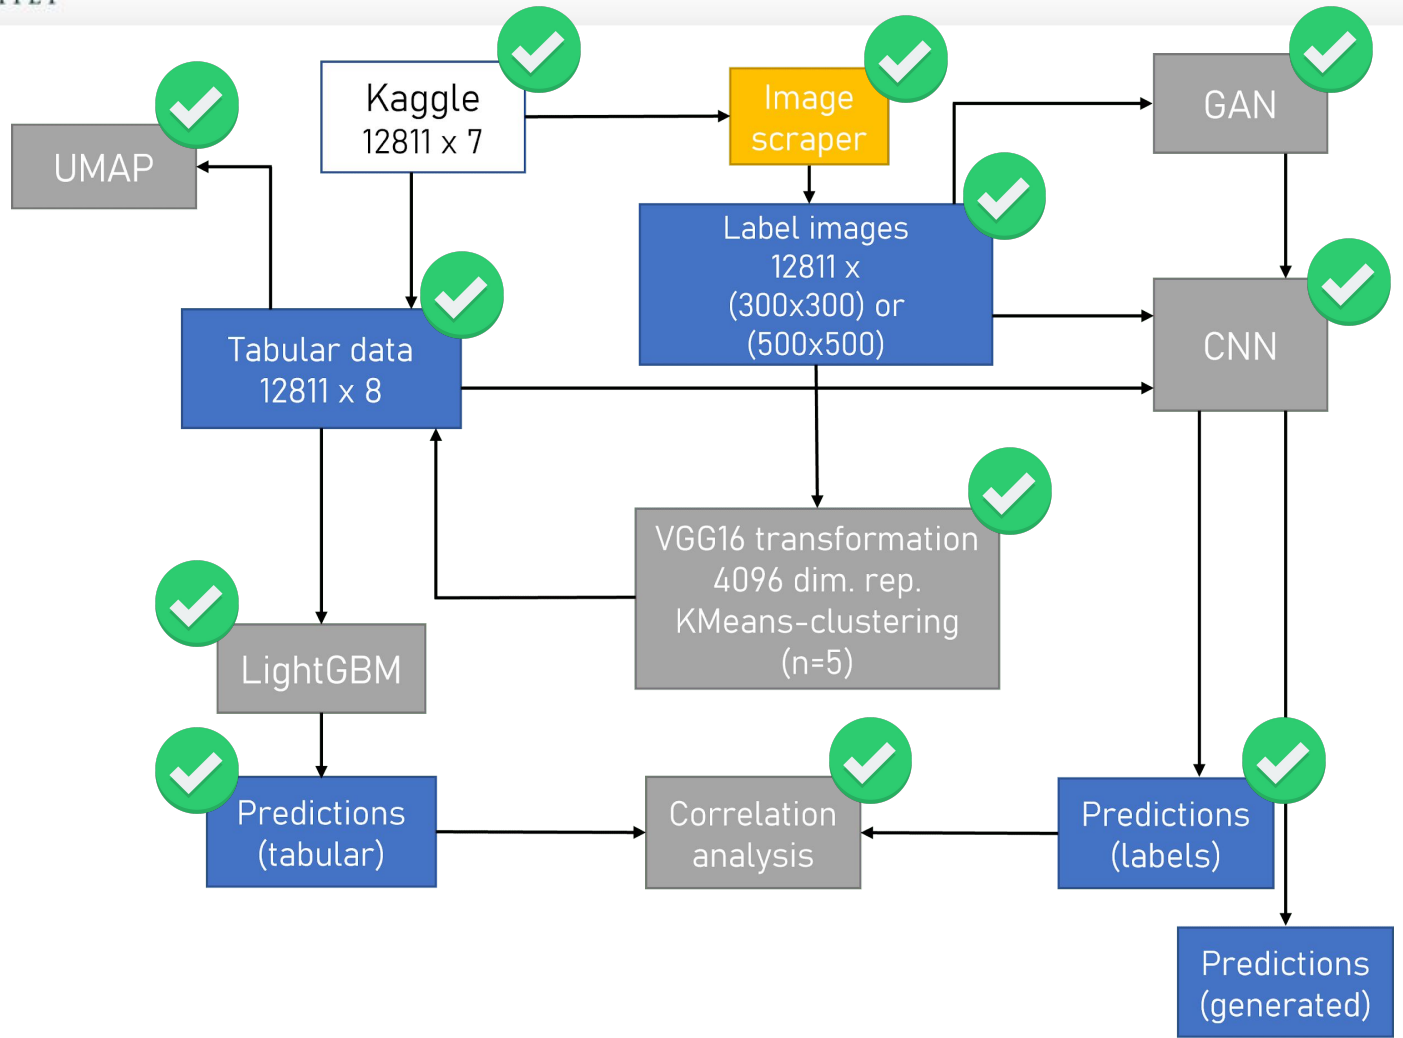 Kaggle
12811 x 7
Image
scraper
GAN
UMAP
Label images
12811 x
(300x300) or
(500x500)
Tabular data
12811 x 8
CNN
VGG16 transformation
4096 dim. rep.
KMeans-clustering
(n=5)
LightGBM
Predictions
(tabular)
Correlation
analysis
Predictions
(labels)
Predictions
(generated)